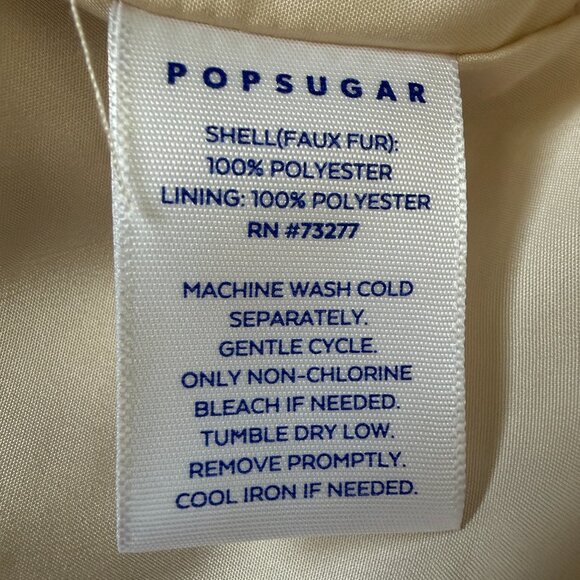 POPSUGAR
SHELL(FAUX FUR):
100% POLYESTER
LINING: 100% POLYESTER
RN #73277
MACHINE WASH COLD
SEPARATELY.
GENTLE CYCLE.
ONLY NON-CHLORINE
BLEACH IF NEEDED.
TUMBLE DRY LOW.
REMOVE PROMPTLY.
COOL IRON IF NEEDED.